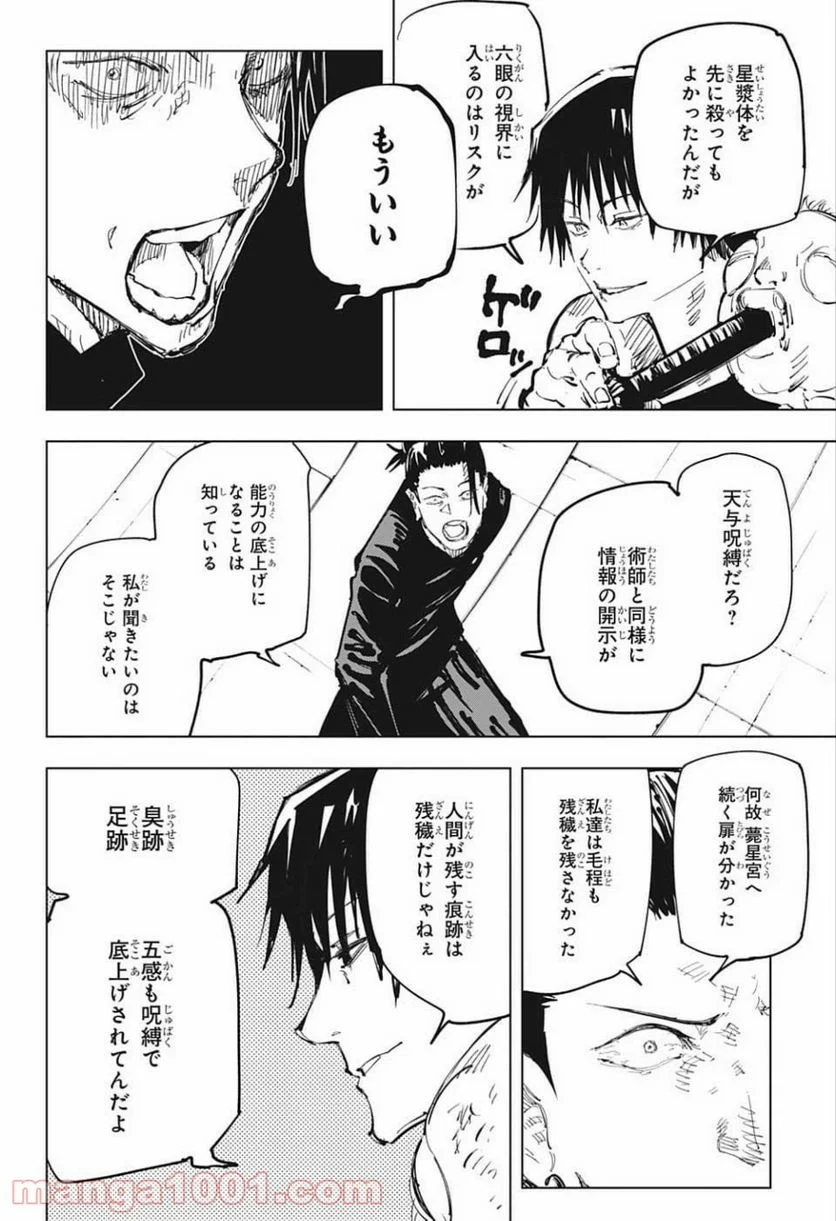 星漿体を
先に殺っても
よかったんだが
六眼の視界に
入るのはリスクが
ゲロッ
もういい
天与呪縛だろ?
術師と同様に
情報の開示が
能力の底上げに
なることは
知っている
私が聞きたいのは
そこじゃない
何故 薨星宮へ
続く扉が分かった
私達は毛程も
残穢を残さなかった
人間が残す痕跡は
残穢だけじゃねぇ
臭跡
足跡
五感も呪縛で
底上げされてんだよ
manga1001.com